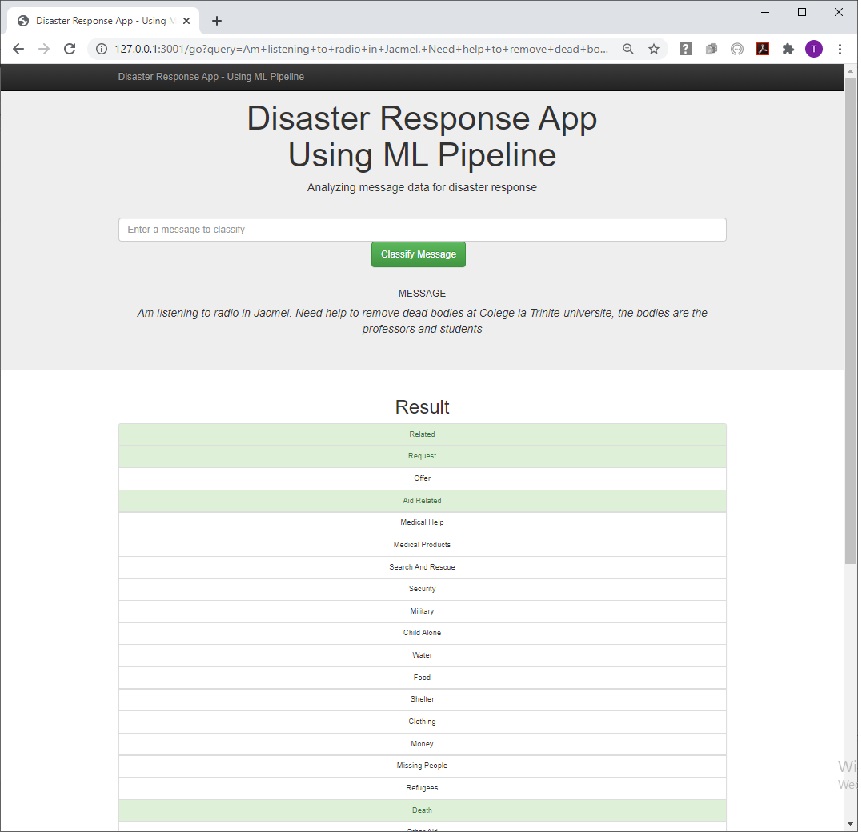 Disaster Response App - Using M
127.0.0.1:3001/go?query=Am+listening+to+radio+in+Jacmel.+Need+help+to+remove+dead+bo...
Disaster Response App - Using ML Pipeline
Disaster Response App
Using ML Pipeline
Analyzing message data for disaster response
Enter a message to classify
Classify Message
MESSAGE
Am listening to radio in Jacmel. Need help to remove dead bodies at Colege la Trinite universite, the bodies are the
professors and students
Result
Related
Request
Offer
Aid Related
Medical Help
Medical Products
Search And Rescue
Security
Military
Child Alone
Water
Food
Shelter
Clothing
Money
Missing People
Refugees
Death